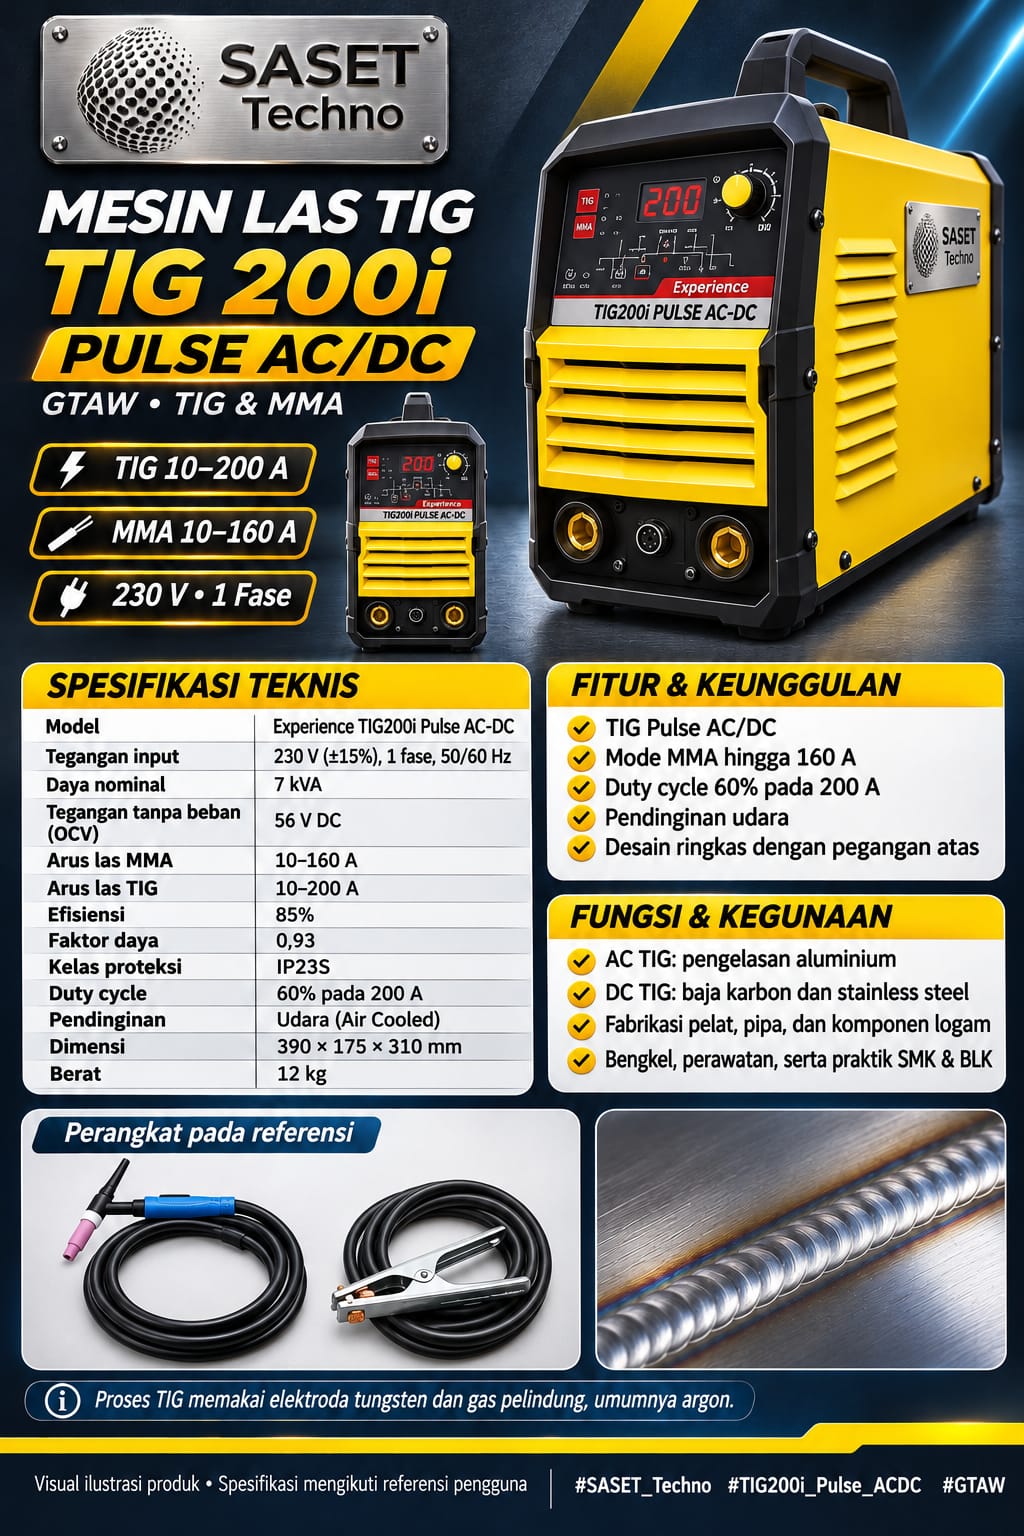 SASET
Techno
MESIN LAS TIG
TIG 200i
PULSE AC/DC
GTAW • TIG & MMA
TIG 10–200 A
MMA 10–160 A
230 V • 1 Fase
TIG
MMA
200
Experience
TIG200i PULSE AC-DC
SASET
Techno
200
Experience
TIG200i PULSE AC-DC
SPESIFIKASI TEKNIS
Model Experience TIG200i Pulse AC-DC
Tegangan input 230 V (±15%), 1 fase, 50/60 Hz
Daya nominal 7 kVA
Tegangan tanpa beban
(OCV) 56 V DC
Arus las MMA 10–160 A
Arus las TIG 10–200 A
Efisiensi 85%
Faktor daya 0,93
Kelas proteksi IP23S
Duty cycle 60% pada 200 A
Pendinginan Udara (Air Cooled)
Dimensi 390 × 175 × 310 mm
Berat 12 kg
FITUR & KEUNGGULAN
TIG Pulse AC/DC
Mode MMA hingga 160 A
Duty cycle 60% pada 200 A
Pendinginan udara
Desain ringkas dengan pegangan atas
FUNGSI & KEGUNAAN
AC TIG: pengelasan aluminium
DC TIG: baja karbon dan stainless steel
Fabrikasi pelat, pipa, dan komponen logam
Bengkel, perawatan, serta praktik SMK & BLK
Perangkat pada referensi
Proses TIG memakai elektroda tungsten dan gas pelindung, umumnya argon.
Visual ilustrasi produk • Spesifikasi mengikuti referensi pengguna
#SASET_Techno #TIG200i_Pulse_ACDC #GTAW